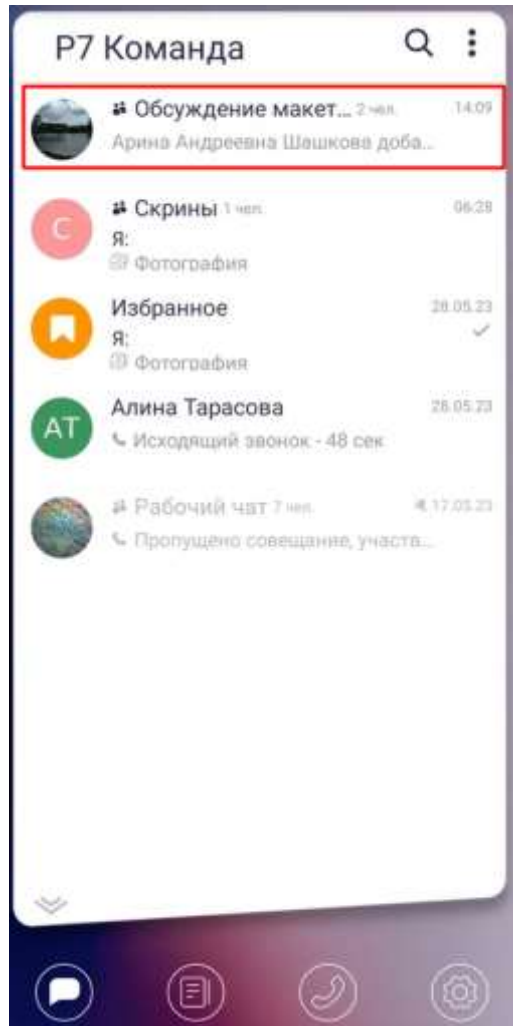 Р7 Команда
Обсуждение макет... 2 чел. 14:09
Арина Андреевна Шашкова доба...
С
Скрины 1 чел. 06:28
Я:
Фотография
Избранное 28.05.23
Я:
Фотография
АТ
Алина Тарасова 28.05.23
Исходящий звонок - 48 сек
Рабочий чат 7 чел. 17.05.23
Пропущено совещание, участв...